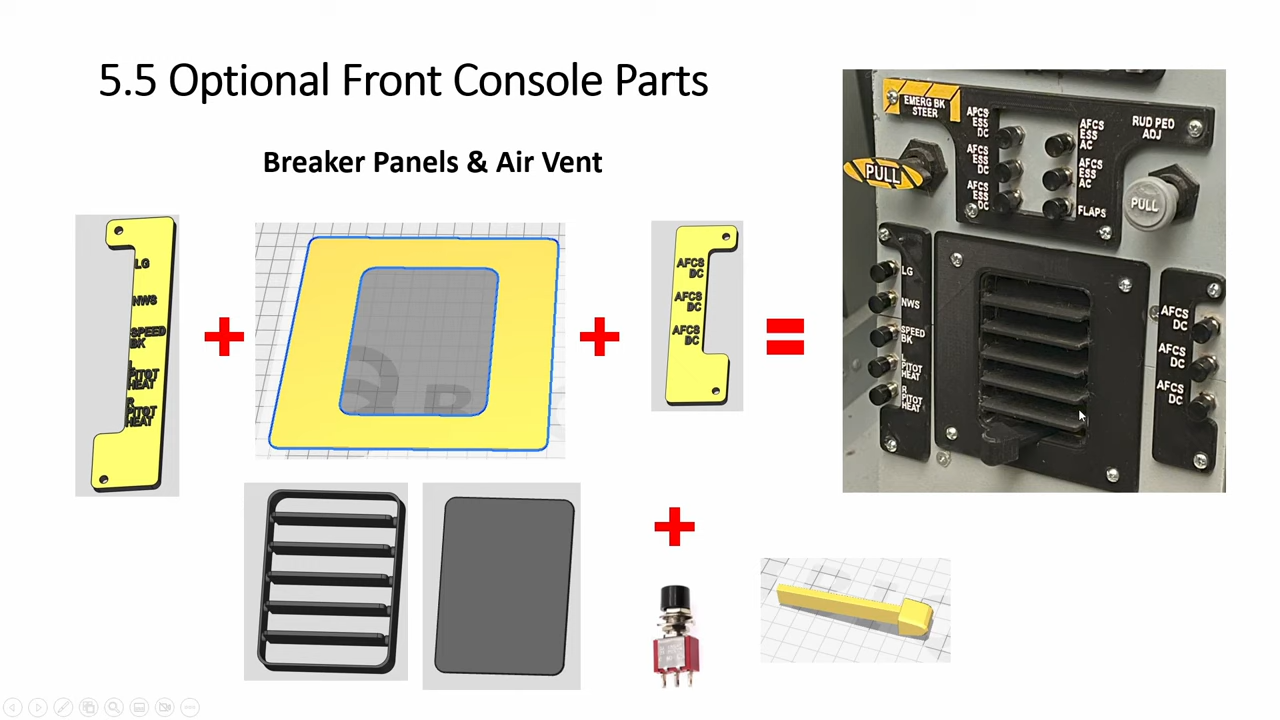 5.5 Optional Front Console Parts
Breaker Panels & Air Vent
LG
NWS
SPEED
BK
L
PITOT
HEAT
R
PITOT
HEAT
AFCS
DC
AFCS
DC
AFCS
DC
EMERG BK
STEER
PULL
AFCS
ESS
DC
AFCS
ESS
DC
AFCS
ESS
DC
AFCS
ESS
AC
AFCS
ESS
AC
FLAPS
RUD PED
ADJ
PULL
LG
NWS
SPEED
BK
L
PITOT
HEAT
R
PITOT
HEAT
AFCS
DC
AFCS
DC
AFCS
DC